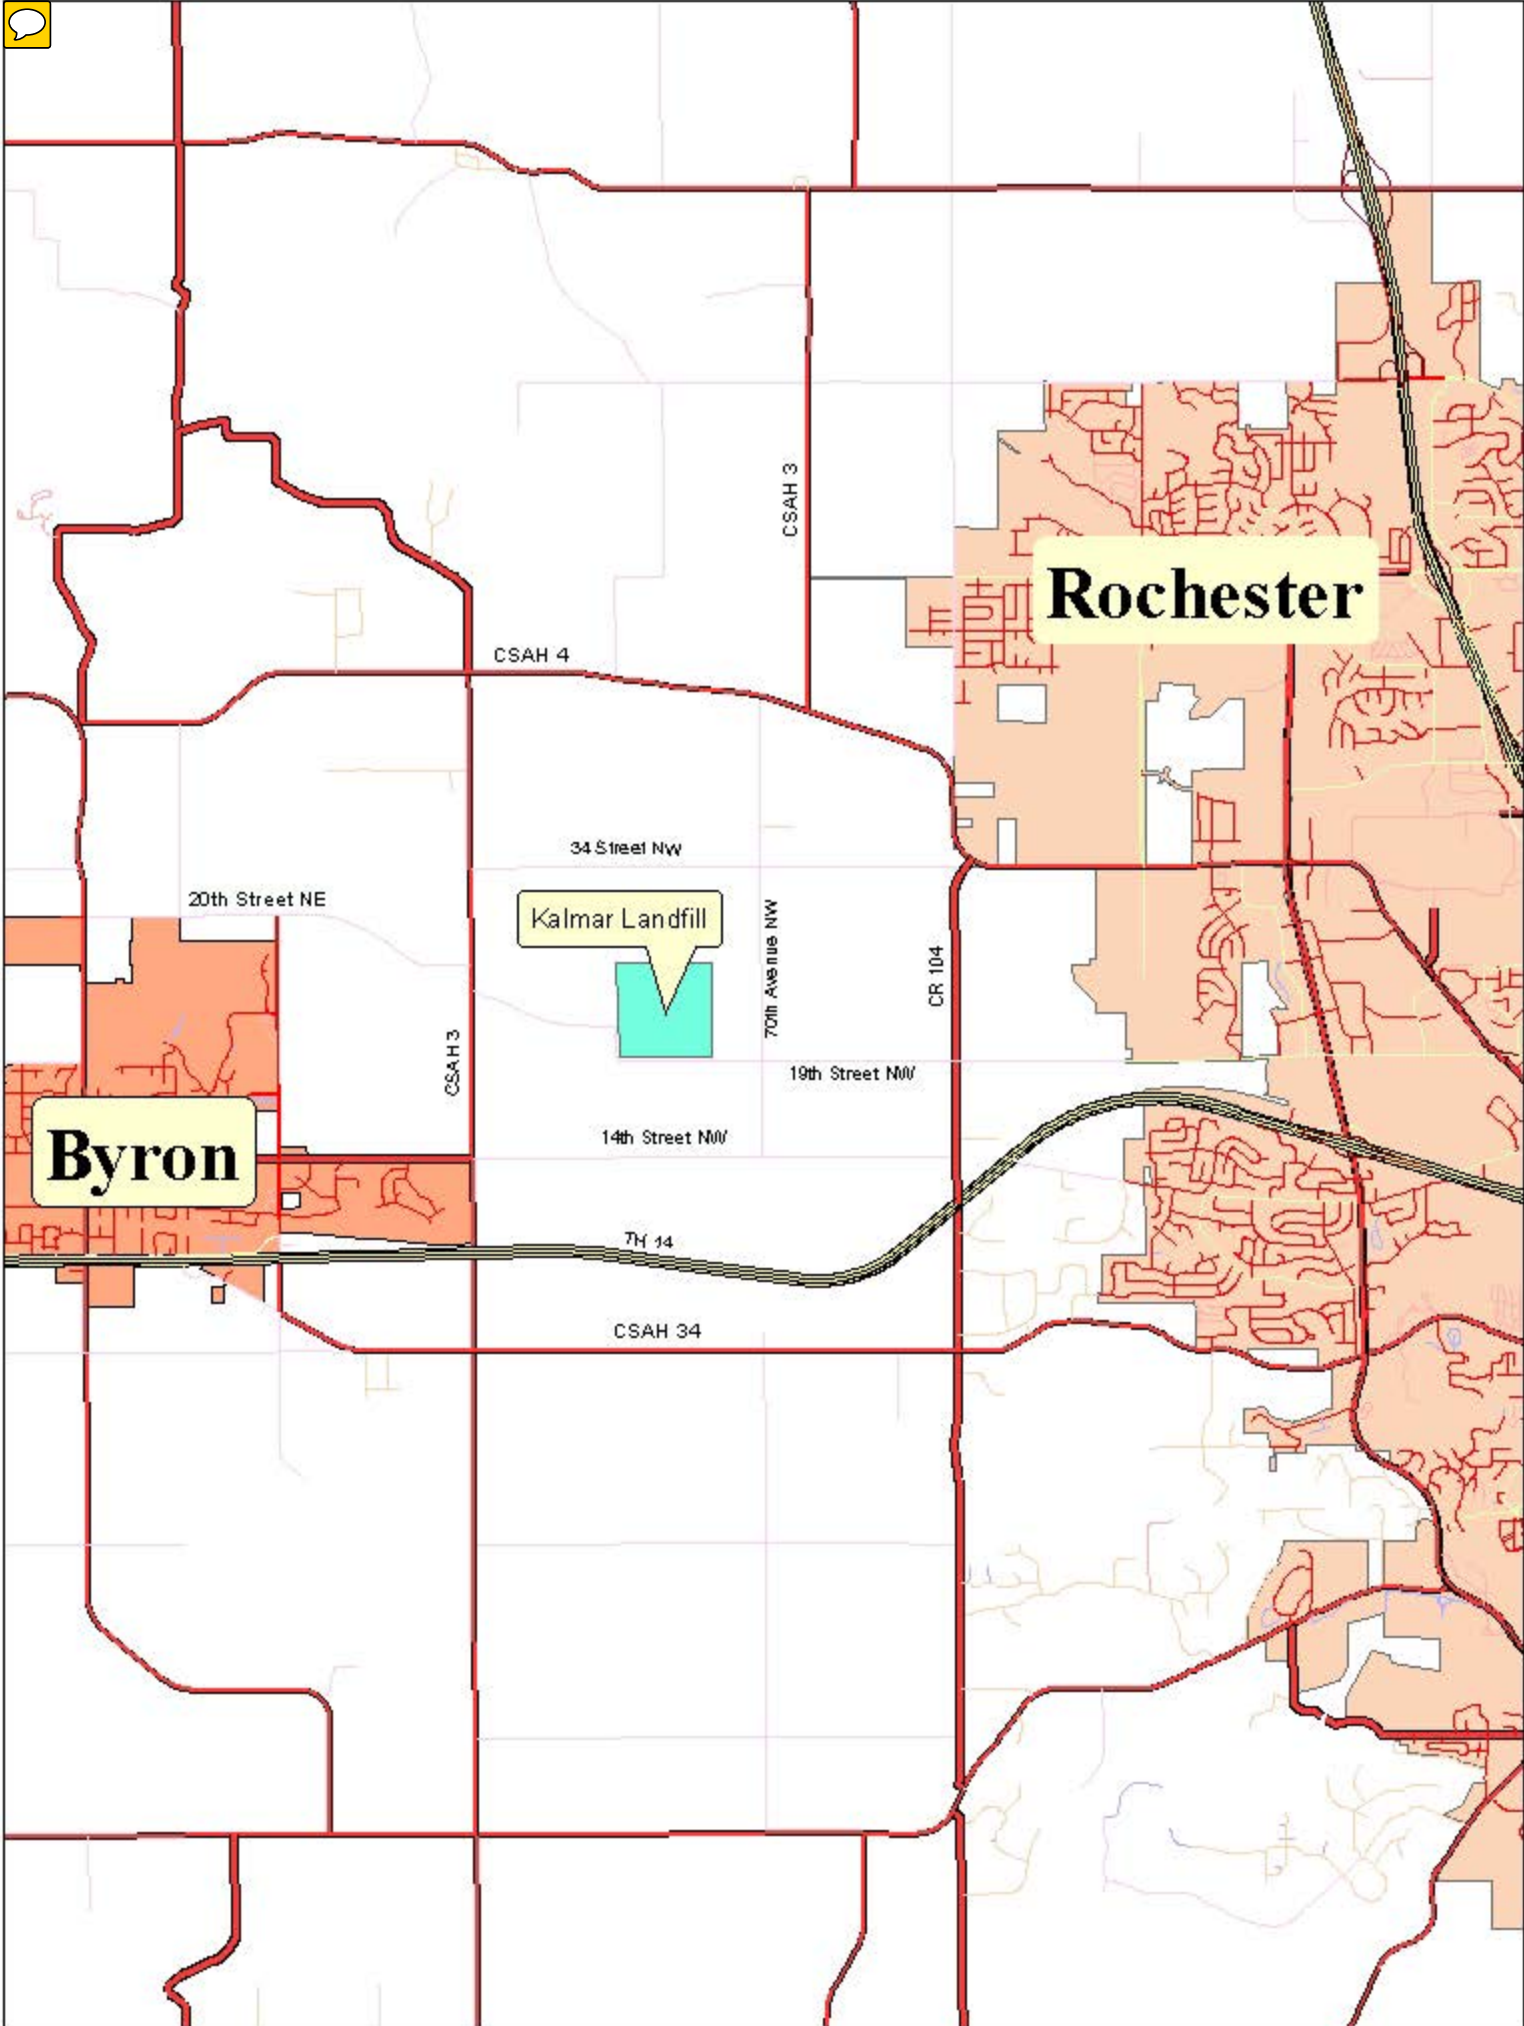 CSAH 3
Rochester
CSAH 4
34 Street NW
20th Street NE
Kalmar Landfill
70th Avenue NW
CR 104
CSAH 3
19th Street NW
14th Street NW
Byron
TH 14
CSAH 34